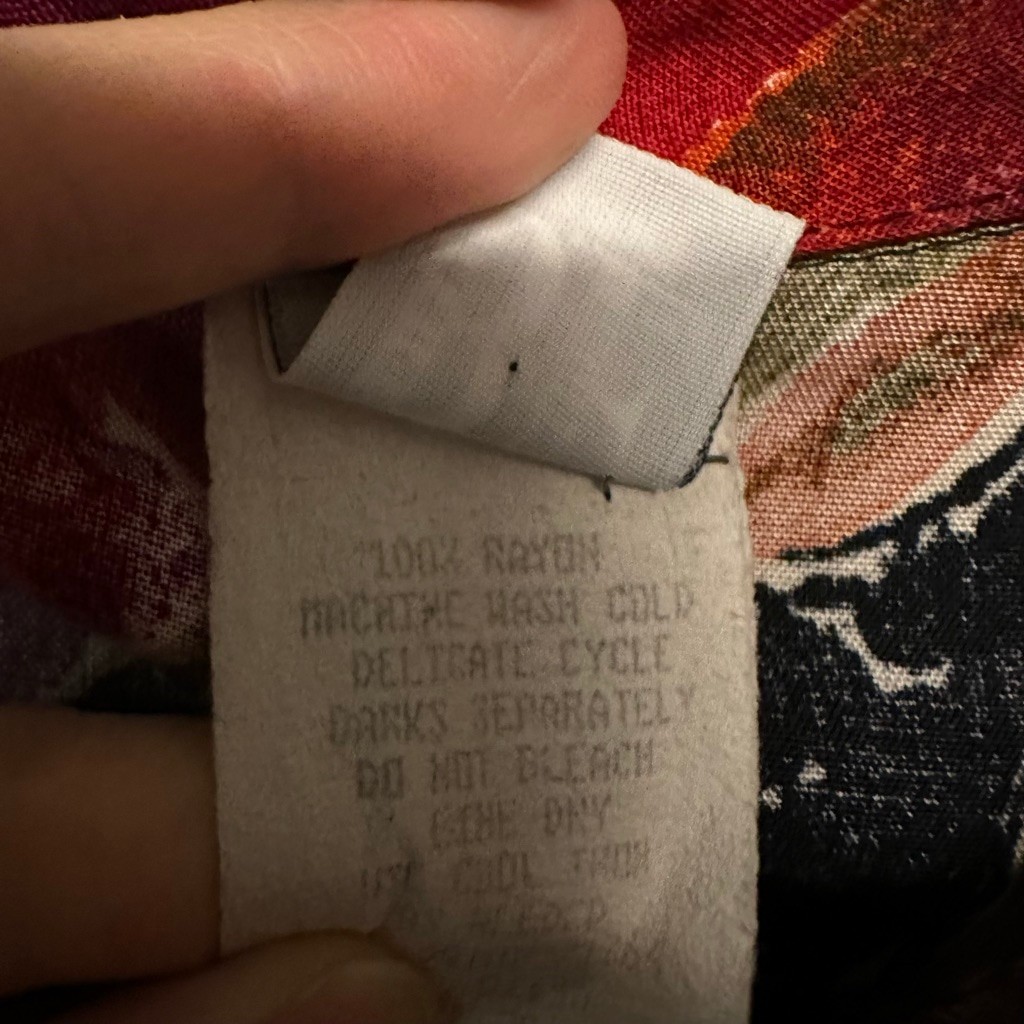 100% RAYON
MACHINE WASH COLD
DELICATE CYCLE
DARKS SEPARATELY
DO NOT BLEACH
LINE DRY
COOL IRON